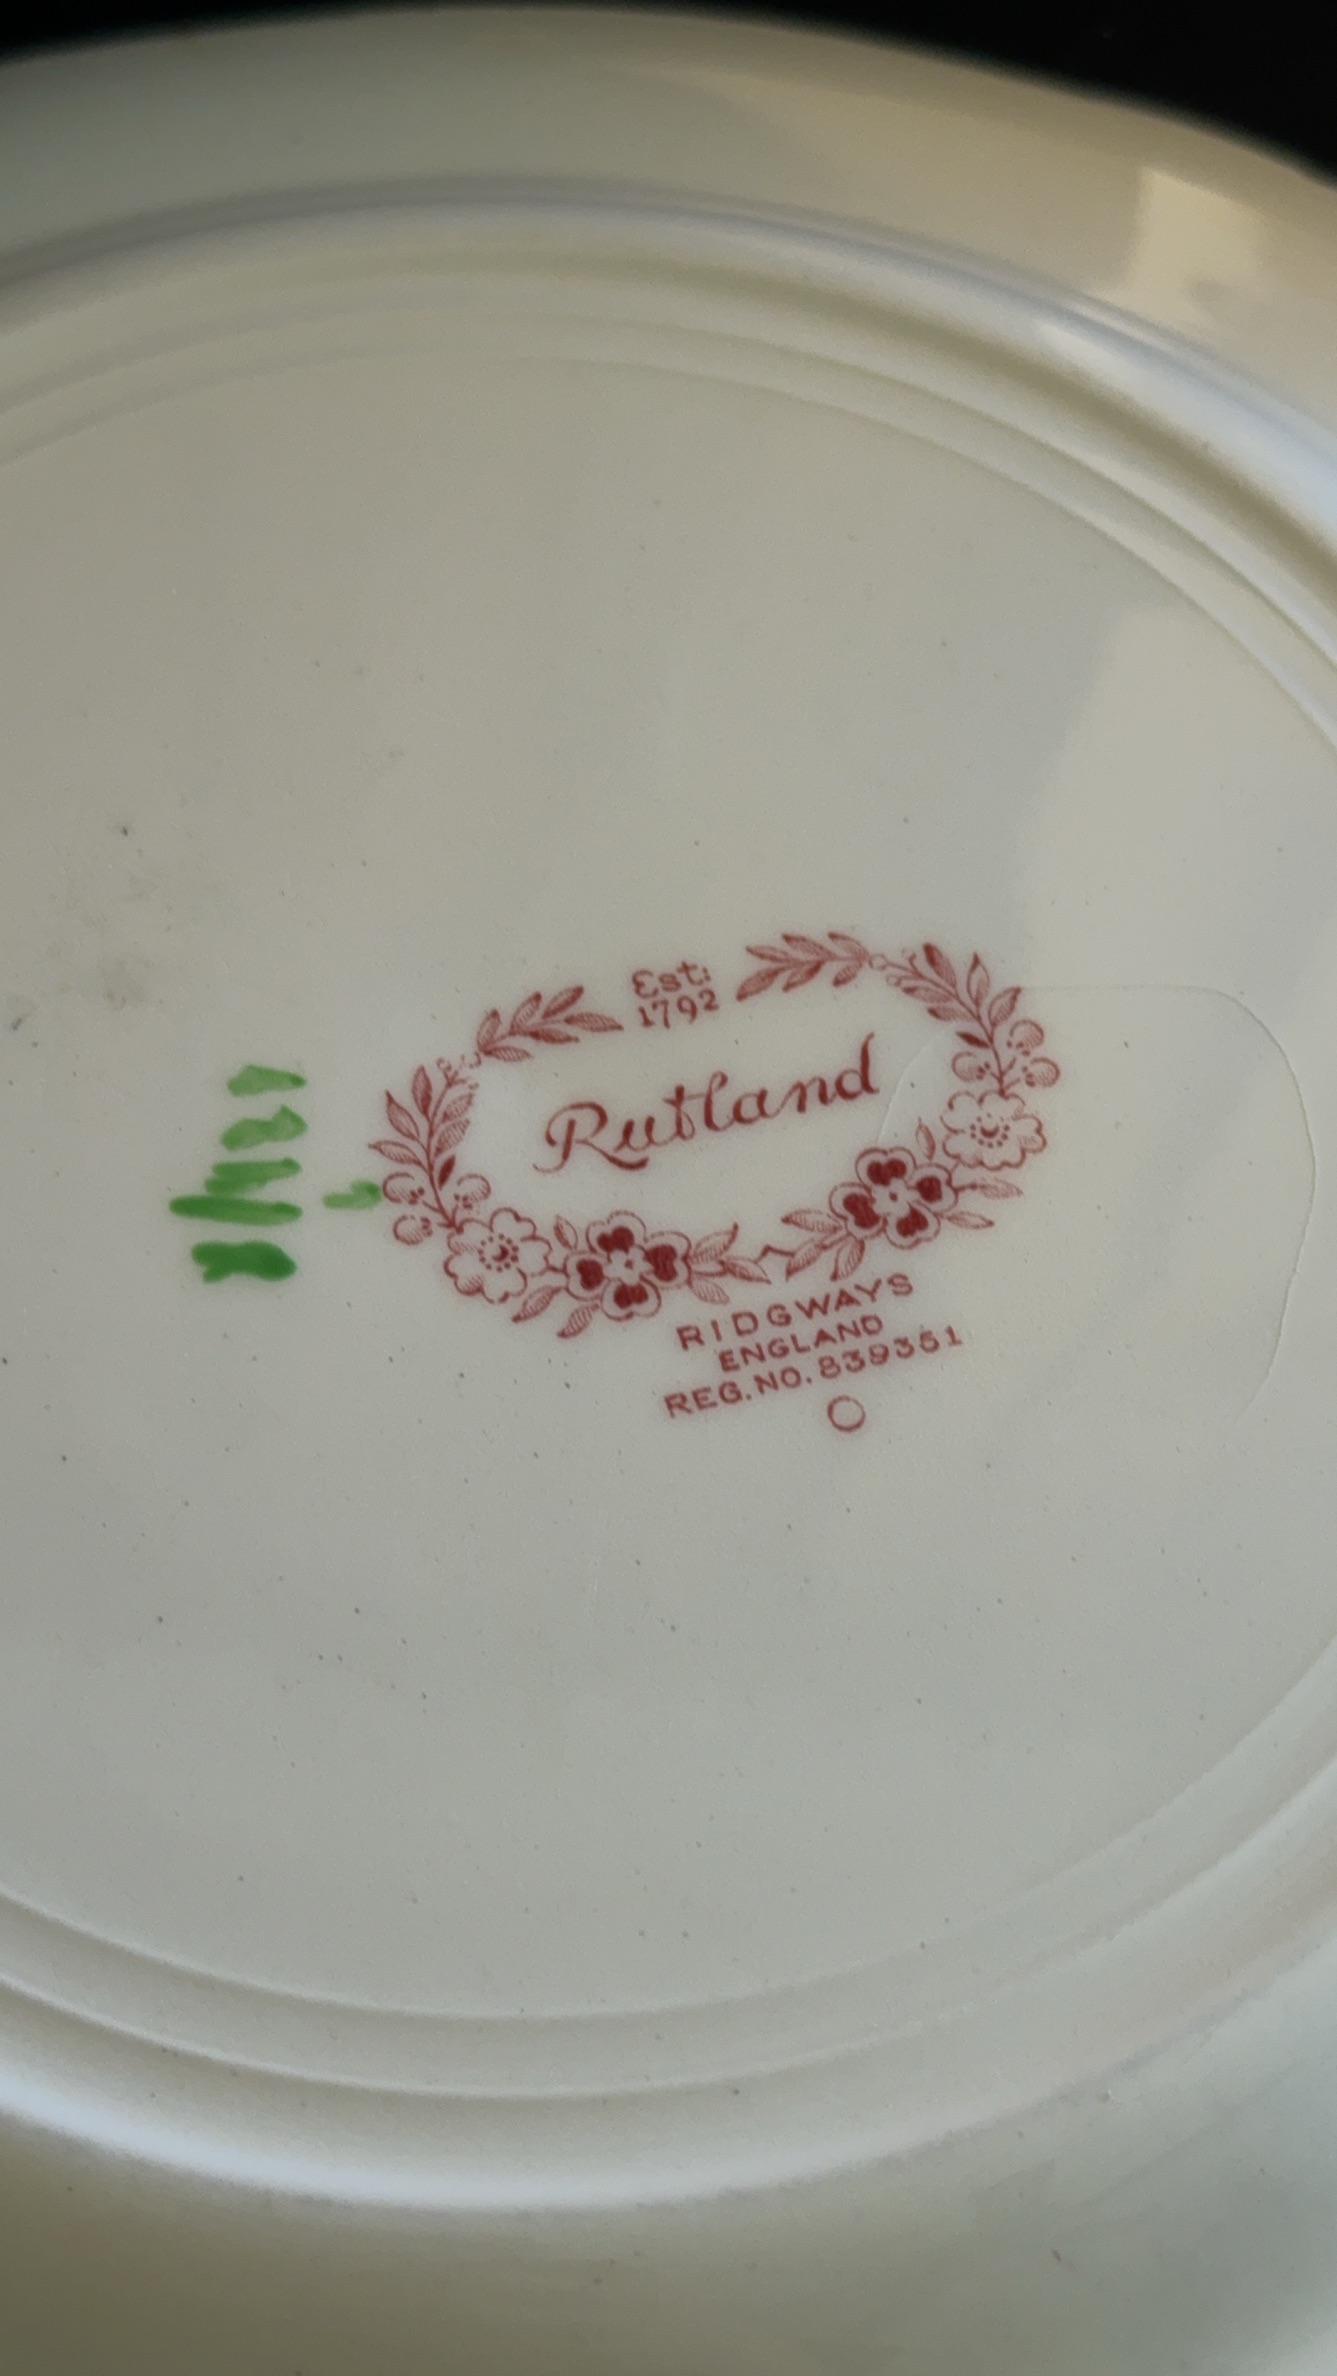 Est:
1792
Rutland
RIDGWAYS
ENGLAND
REG. NO. 839351